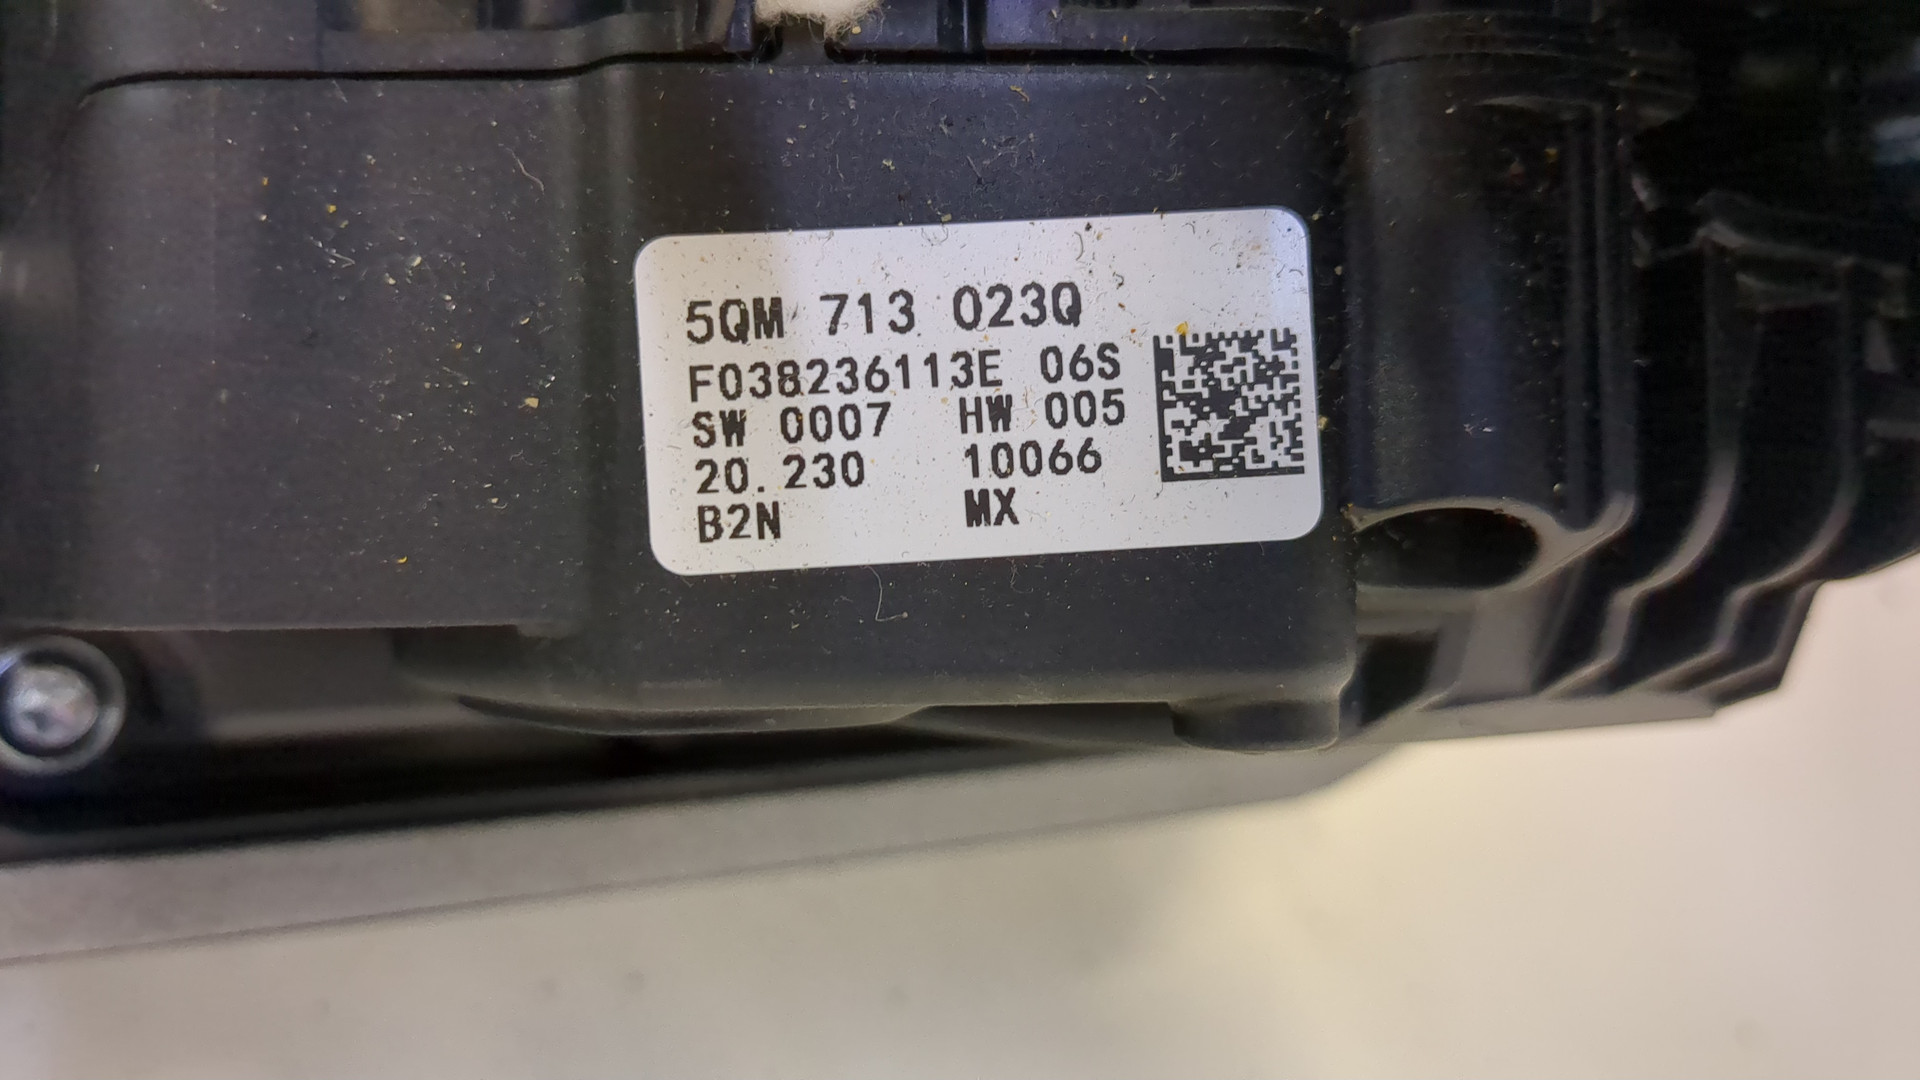 5QM 713 023Q
F038236113E 06S
SW 0007 HW 005
20.230 10066
B2N MX